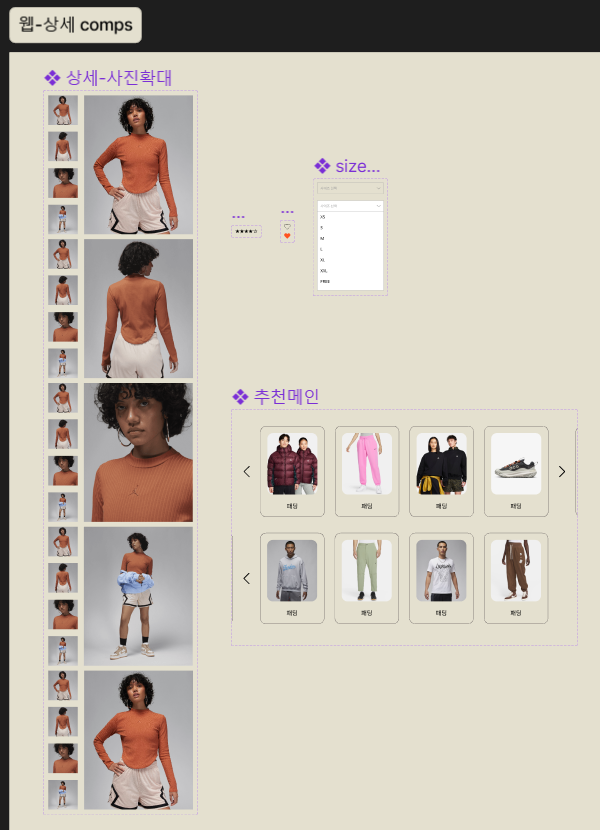 웹-상세 comps
❖ 상세-사진확대
❖ size...
...
...
★★★★☆
XS
S
M
L
XL
XXL
FREE
❖ 추천메인
패딩
패딩
패딩
패딩
패딩
패딩
패딩
패딩